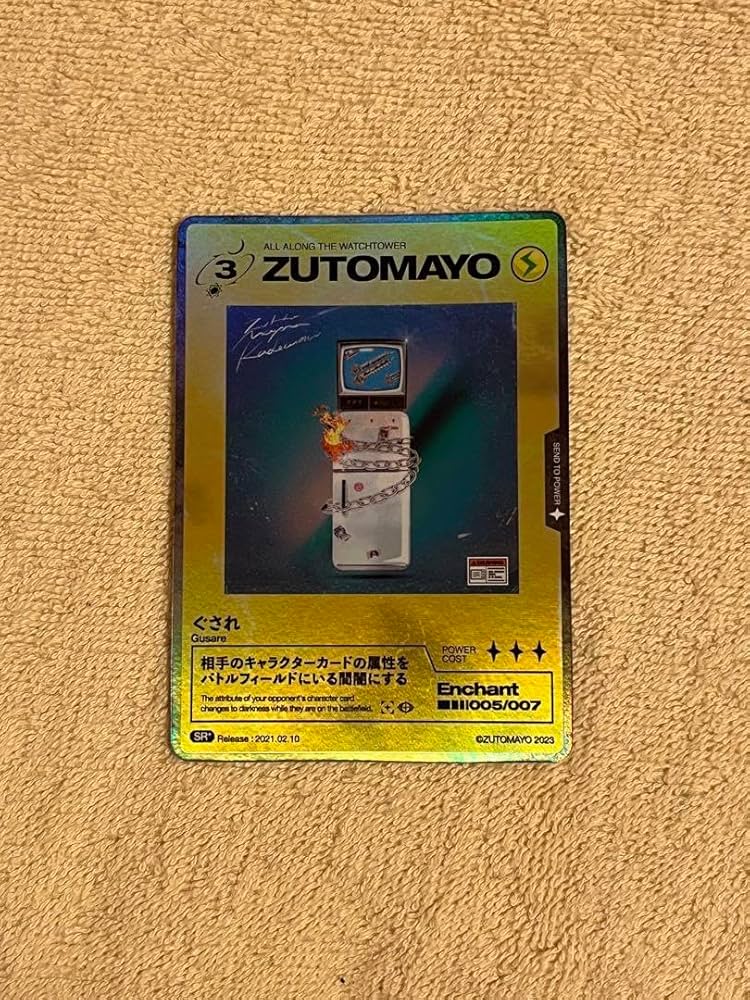 ALL ALONG THE WATCHTOWER
3 ZUTOMAYO
SEND TO POWER
ぐされ
Gusare
相手のキャラクターカードの属性を
バトルフィールドにいる間闇にする
The attribute of your opponent's character card
changes to darkness while they are on the battlefield.
POWER
COST
Enchant
005/007
SR+ Release : 2021.02.10
©ZUTOMAYO 2023